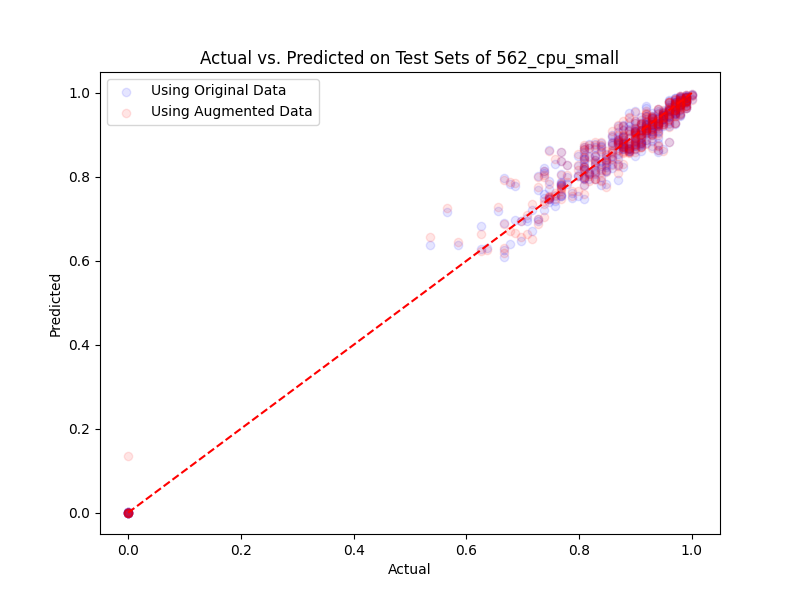 Actual vs. Predicted on Test Sets of 562_cpu_small
Using Original Data
Using Augmented Data
1.0
0.8
0.6
0.4
0.2
0.0
Predicted
0.0 0.2 0.4 0.6 0.8 1.0
Actual